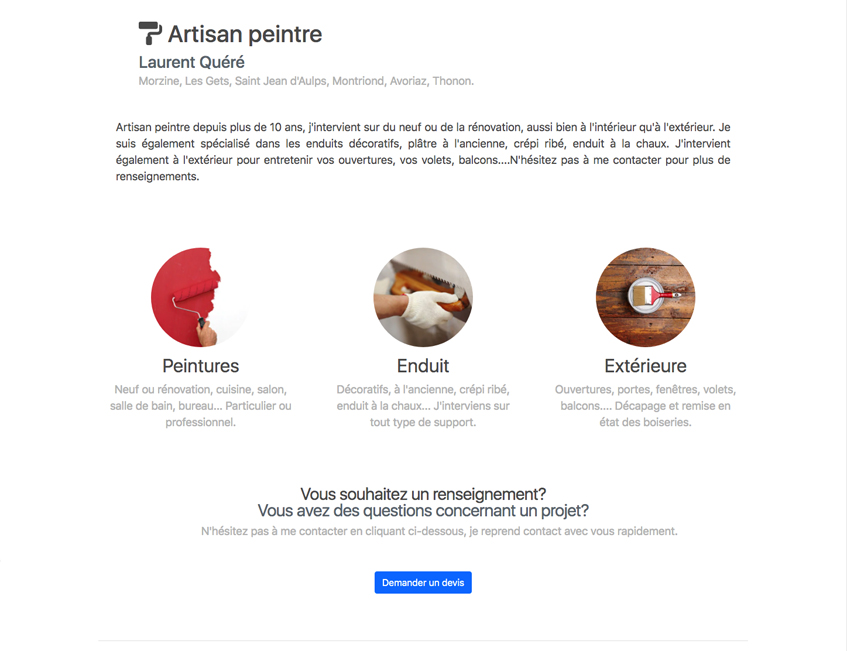 Artisan peintre
Laurent Quéré
Morzine, Les Gets, Saint Jean d'Aulps, Montriond, Avoriaz, Thonon.
Artisan peintre depuis plus de 10 ans, j'intervient sur du neuf ou de la rénovation, aussi bien à l'intérieur qu'à l'extérieur. Je
suis également spécialisé dans les enduits décoratifs, plâtre à l'ancienne, crépi ribé, enduit à la chaux. J'intervient
également à l'extérieur pour entretenir vos ouvertures, vos volets, balcons....N'hésitez pas à me contacter pour plus de
renseignements.
Peintures
Neuf ou rénovation, cuisine, salon,
salle de bain, bureau... Particulier ou
professionnel.
Enduit
Décoratifs, à l'ancienne, crépi ribé,
enduit à la chaux... J'interviens sur
tout type de support.
Extérieure
Ouvertures, portes, fenêtres, volets,
balcons.... Décapage et remise en
état des boiseries.
Vous souhaitez un renseignement?
Vous avez des questions concernant un projet?
N'hésitez pas à me contacter en cliquant ci-dessous, je reprend contact avec vous rapidement.
Demander un devis